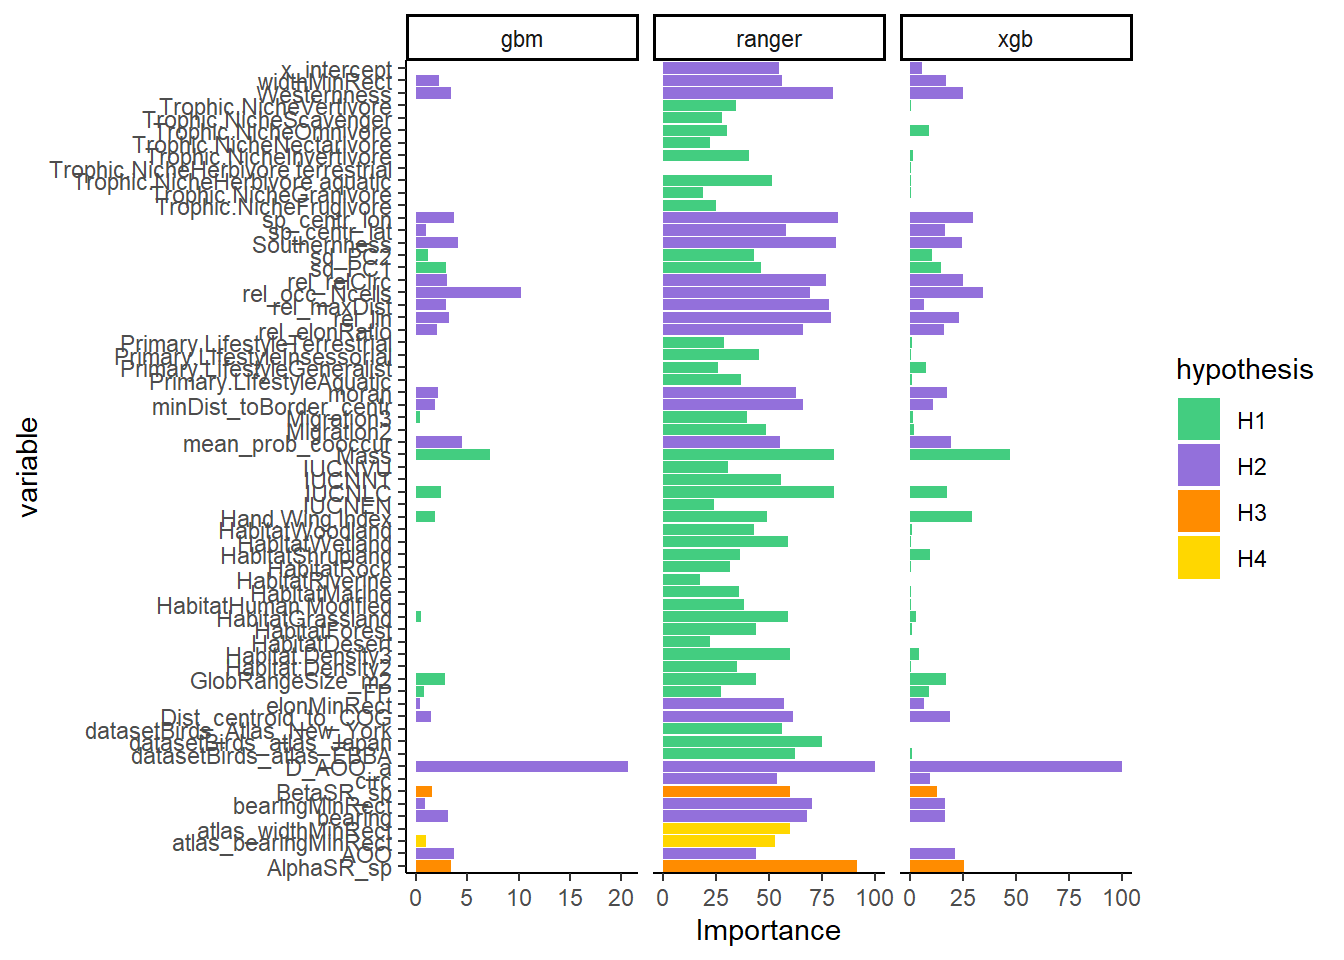 gbm
ranger
xgb
x_intercept
widthMinRect
Westernness
Trophic.NicheVertivore
Trophic.NicheScavenger
Trophic.NicheOmnivore
Trophic.NicheNectarivore
Trophic.NicheInvertivore
Trophic.NicheHerbivore terrestrial
Trophic.NicheHerbivore aquatic
Trophic.NicheGranivore
Trophic.NicheFrugivore
sp_centr_lon
sp_centr_lat
Southernness
sd_PC2
sd_PC1
rel_relCirc
rel_occ_Ncells
rel_maxDist
rel_lin
rel_elonRatio
Primary.LifestyleTerrestrial
Primary.LifestyleInsessorial
Primary.LifestyleGeneralist
Primary.LifestyleAquatic
moran
minDist_toBorder_centr
Migration3
Migration2
mean_prob_cooccur
Mass
IUCNVU
IUCNNT
IUCNLC
IUCNEN
Hand.Wing.Index
HabitatWoodland
HabitatWetland
HabitatShrubland
HabitatRock
HabitatRiverine
HabitatMarine
HabitatHuman Modified
HabitatGrassland
HabitatForest
HabitatDesert
Habitat.Density3
Habitat.Density2
GlobRangeSize_m2
FP
elonMinRect
Dist_centroid_to_COG
datasetBirds_Atlas_New_York
datasetBirds_atlas_Japan
datasetBirds_atlas_EBBA
D_AOO_a
circ
BetaSR_sp
bearingMinRect
bearing
atlas_widthMinRect
atlas_bearingMinRect
AOO
AlphaSR_sp
variable
0 5 10 15 20
0 25 50 75 100
0 25 50 75 100
Importance
hypothesis
H1
H2
H3
H4